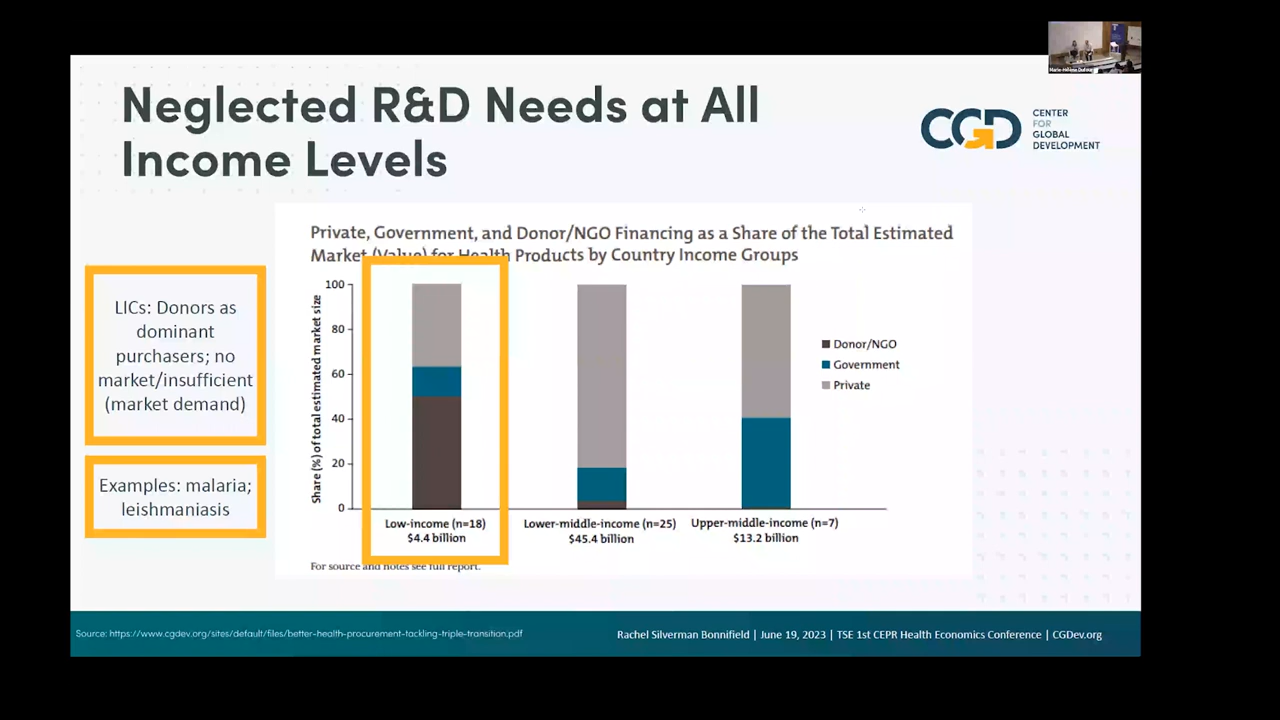 Neglected R&D Needs at All
Income Levels
CGD
CENTER
FOR
GLOBAL
DEVELOPMENT
LICs: Donors as
dominant
purchasers; no
market/insufficient
(market demand)
Examples: malaria;
leishmaniasis
Private, Government, and Donor/NGO Financing as a Share of the Total Estimated
Market (Value) for Health Products by Country Income Groups
Share (%) of total estimated market size
100
80
60
40
20
0
Low-income (n=18)
$4.4 billion
Lower-middle-income (n=25)
$45.4 billion
Upper-middle-income (n=7)
$13.2 billion
Donor/NGO
Government
Private
For source and notes see full report.
Source: https://www.cgdev.org/sites/default/files/better-health-procurement-tackling-triple-transition.pdf
Rachel Silverman Bonnifield | June 19, 2023 | TSE 1st CEPR Health Economics Conference | CGDev.org